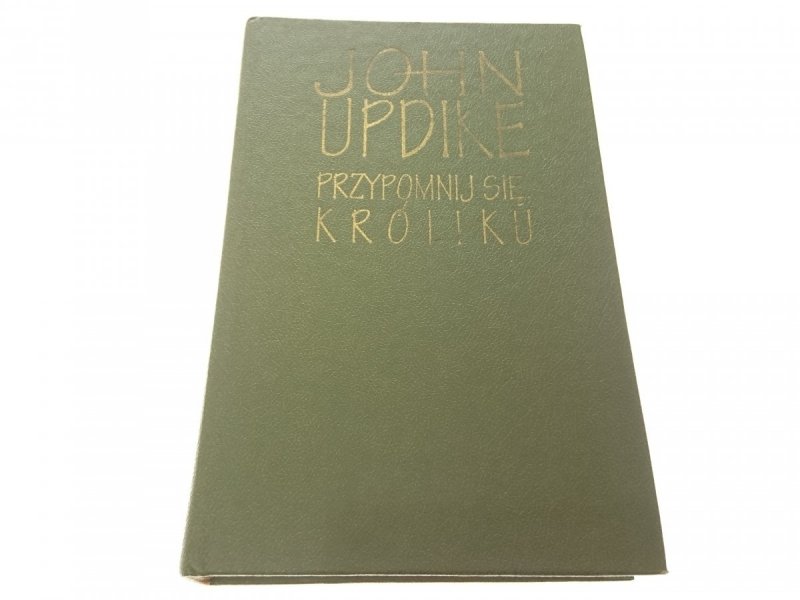 JOHN
UPDIKE
PRZYPOMNIJ SIĘ,
KRÓLIKU